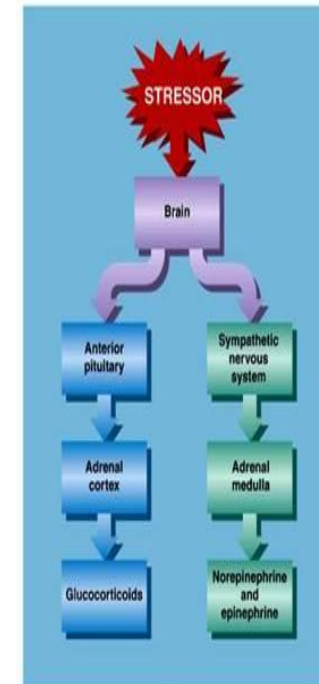 STRESSOR
Brain
Anterior
pituitary
Sympathetic
nervous
system
Adrenal
cortex
Adrenal
medulla
Glucocorticoids
Norepinephrine
and
epinephrine